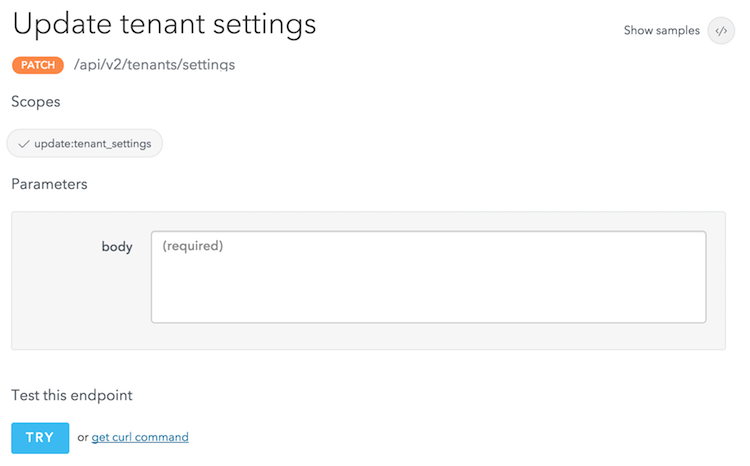 Update tenant settings
Show samples </>
PATCH /api/v2/tenants/settings
Scopes
update:tenant_settings
Parameters
body (required)
Test this endpoint
TRY or get curl command